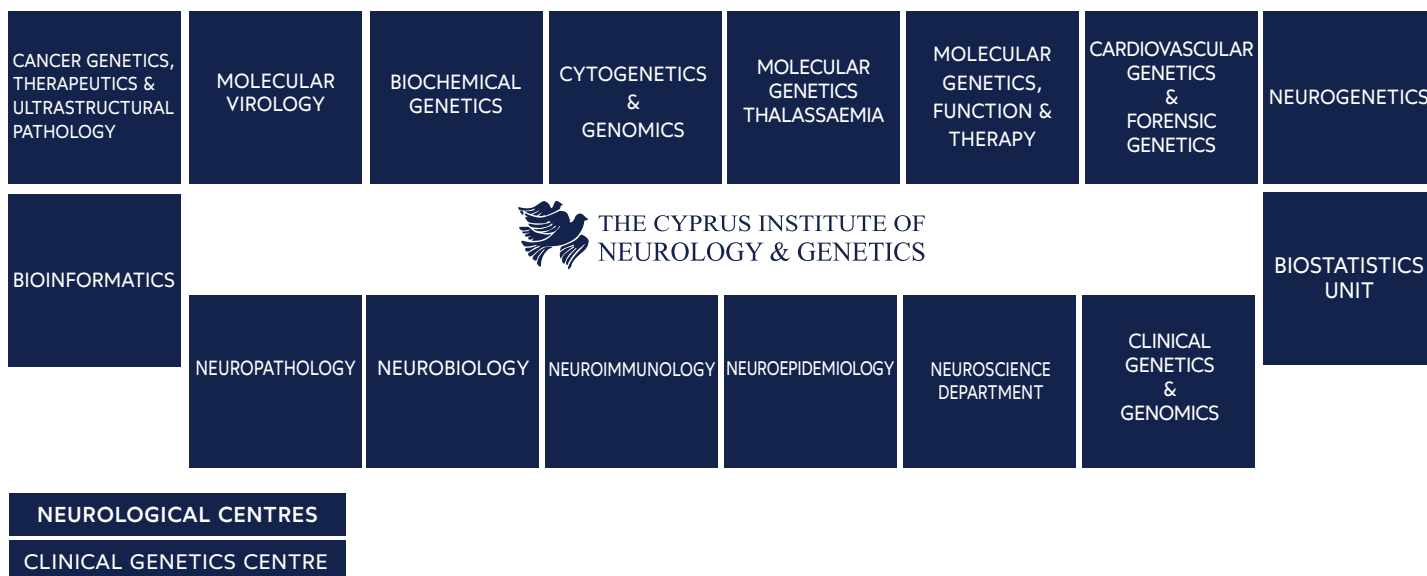 CANCER GENETICS,
THERAPEUTICS &
ULTRASTRUCTURAL
PATHOLOGY
MOLECULAR
VIROLOGY
BIOCHEMICAL
GENETICS
CYTOGENETICS
&
GENOMICS
MOLECULAR
GENETICS
THALASSAEMIA
MOLECULAR
GENETICS,
FUNCTION &
THERAPY
CARDIOVASCULAR
GENETICS
&
FORENSIC
GENETICS
NEUROGENETICS
BIOINFORMATICS
THE CYPRUS INSTITUTE OF
NEUROLOGY & GENETICS
BIOSTATISTICS
UNIT
NEUROPATHOLOGY
NEUROBIOLOGY
NEUROIMMUNOLOGY
NEUROEPIDEMIOLOGY
NEUROSCIENCE
DEPARTMENT
CLINICAL
GENETICS
&
GENOMICS
NEUROLOGICAL CENTRES
CLINICAL GENETICS CENTRE